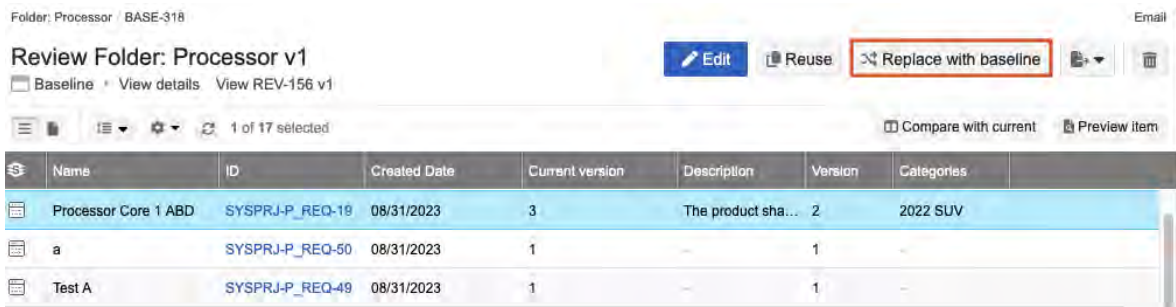 Folder: Processor BASE-318 Email
Review Folder: Processor v1 Edit Reuse Replace with baseline
Baseline View details View REV-156 v1
1 of 17 selected Compare with current Preview item
Name ID Created Date Current version Description Version Categories
Processor Core 1 ABD SYSPRJ-P_REQ-19 08/31/2023 3 The product sha... 2 2022 SUV
a SYSPRJ-P_REQ-50 08/31/2023 1 - 1 -
Test A SYSPRJ-P_REQ-49 08/31/2023 1 - 1 -